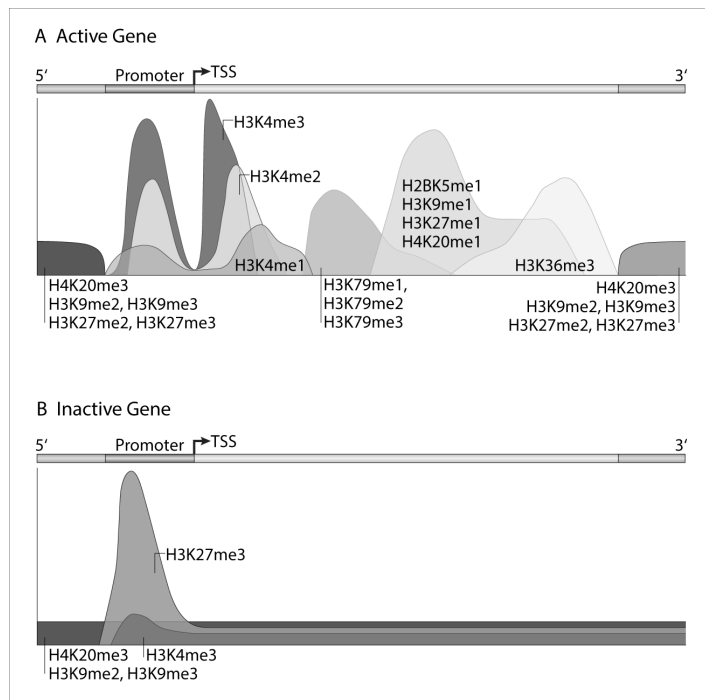 A Active Gene
5‘ Promoter TSS 3‘
H3K4me3
H3K4me2
H2BK5me1
H3K9me1
H3K27me1
H4K20me1
H3K4me1
H3K36me3
H4K20me3
H3K9me2, H3K9me3
H3K27me2, H3K27me3
H3K79me1,
H3K79me2
H3K79me3
H4K20me3
H3K9me2, H3K9me3
H3K27me2, H3K27me3
B Inactive Gene
5‘ Promoter TSS 3‘
H3K27me3
H4K20me3 H3K4me3
H3K9me2, H3K9me3